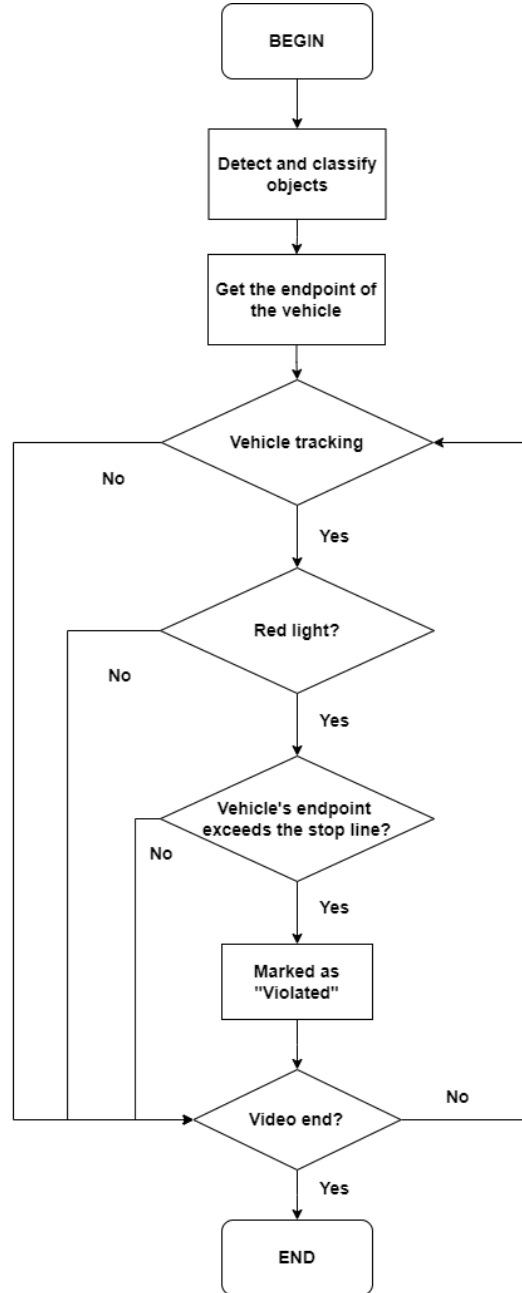 BEGIN
Detect and classify
objects
Get the endpoint of
the vehicle
Vehicle tracking
No
Yes
Red light?
No
Yes
Vehicle's endpoint
exceeds the stop line?
No
Yes
Marked as
"Violated"
Video end?
No
Yes
END